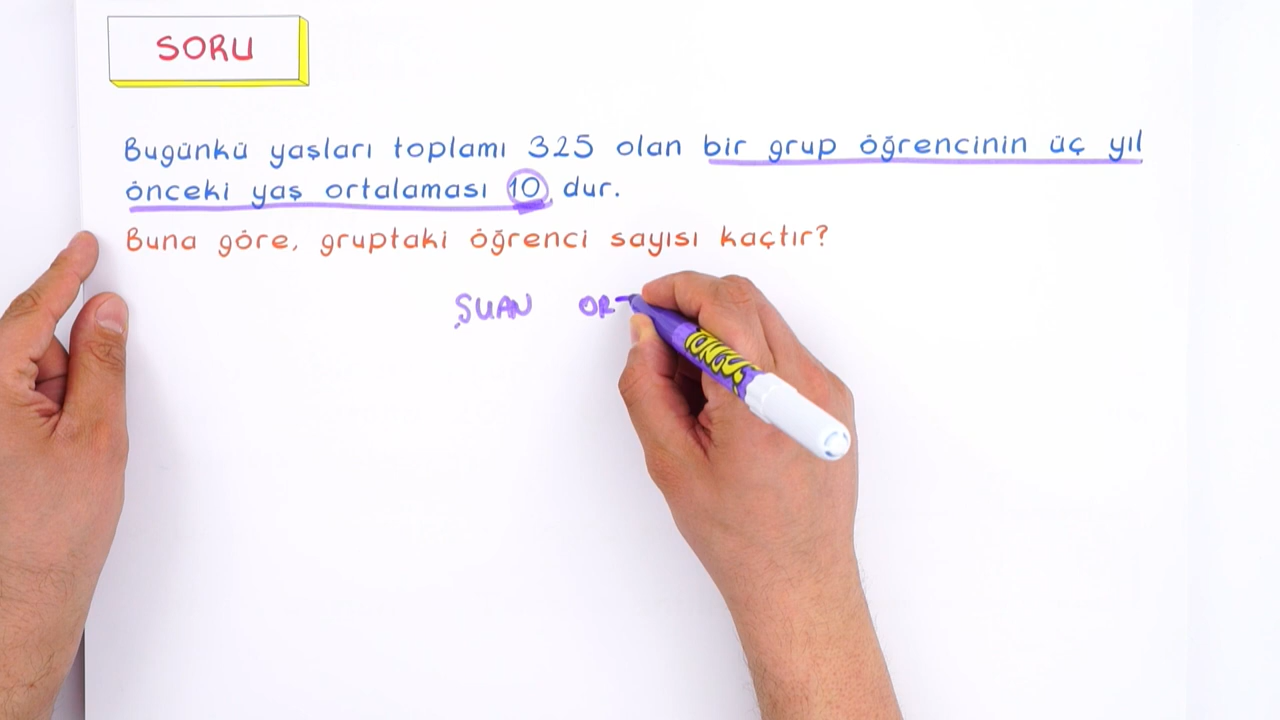 SORU
Bugünkü yaşları toplamı 325 olan bir grup öğrencinin üç yıl
önceki yaş ortalaması 10 dur.
Buna göre, gruptaki öğrenci sayısı kaçtır?
ŞUAN ORT